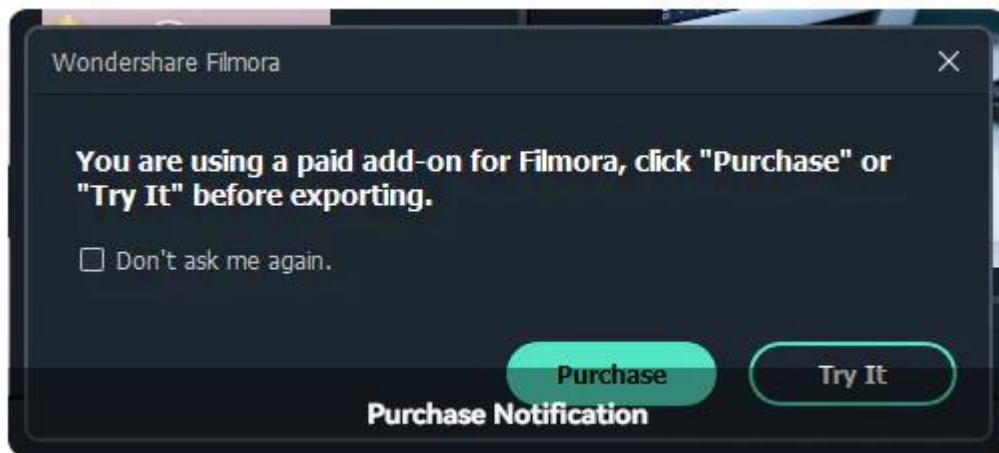 Wondershare Filmora
You are using a paid add-on for Filmora, click "Purchase" or
"Try It" before exporting.
Don't ask me again.
Purchase
Try It
Purchase Notification